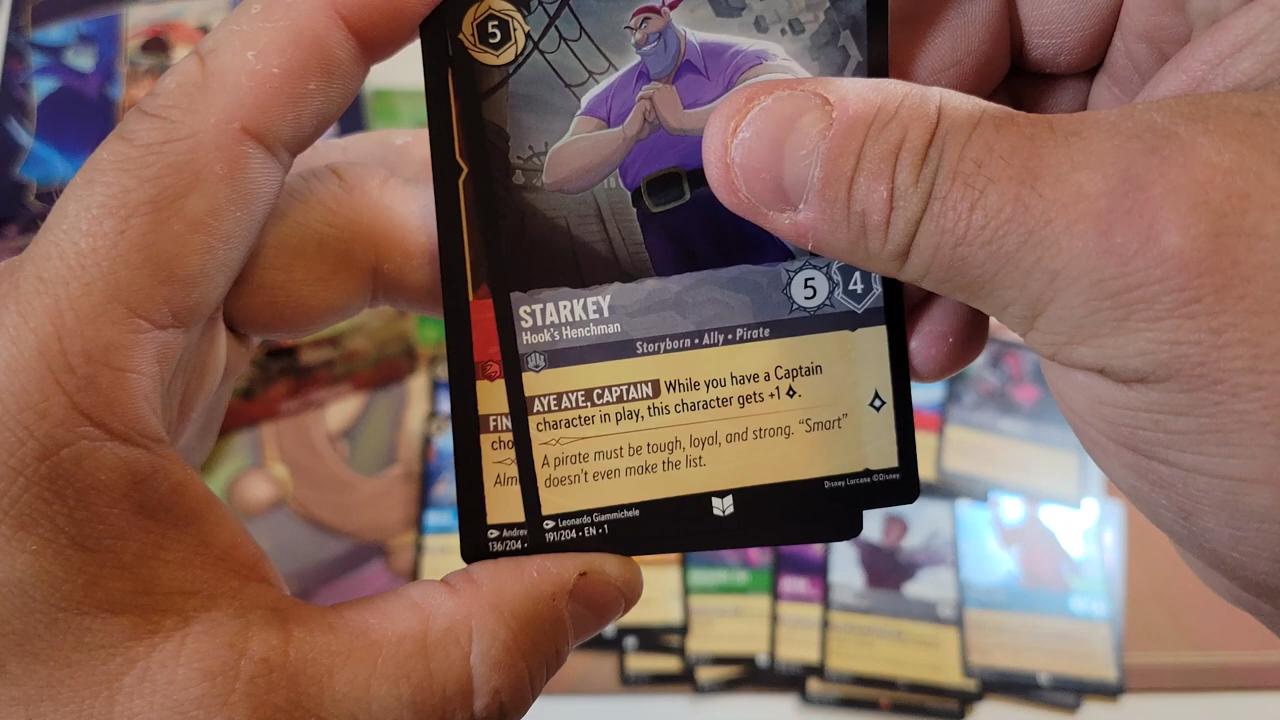 5
STARKEY
Hook's Henchman
5 4
Storyborn • Ally • Pirate
AYE AYE, CAPTAIN While you have a Captain
character in play, this character gets +1 .
A pirate must be tough, loyal, and strong. “Smart”
doesn't even make the list.
Disney Lorcana ©Disney
Leonardo Giammichele
191/204 • EN • 1
FIN
cho
Alm
Andrew
136/204 •